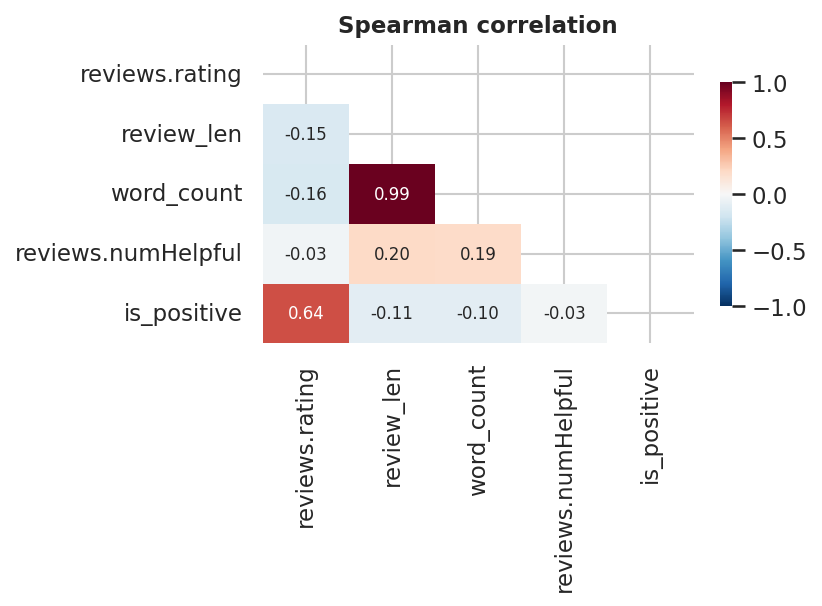 Spearman correlation
reviews.rating
review_len
-0.15
word_count
-0.16 0.99
reviews.numHelpful
-0.03 0.20 0.19
is_positive
0.64 -0.11 -0.10 -0.03
reviews.rating
review_len
word_count
reviews.numHelpful
is_positive
1.0
0.5
0.0
−0.5
−1.0